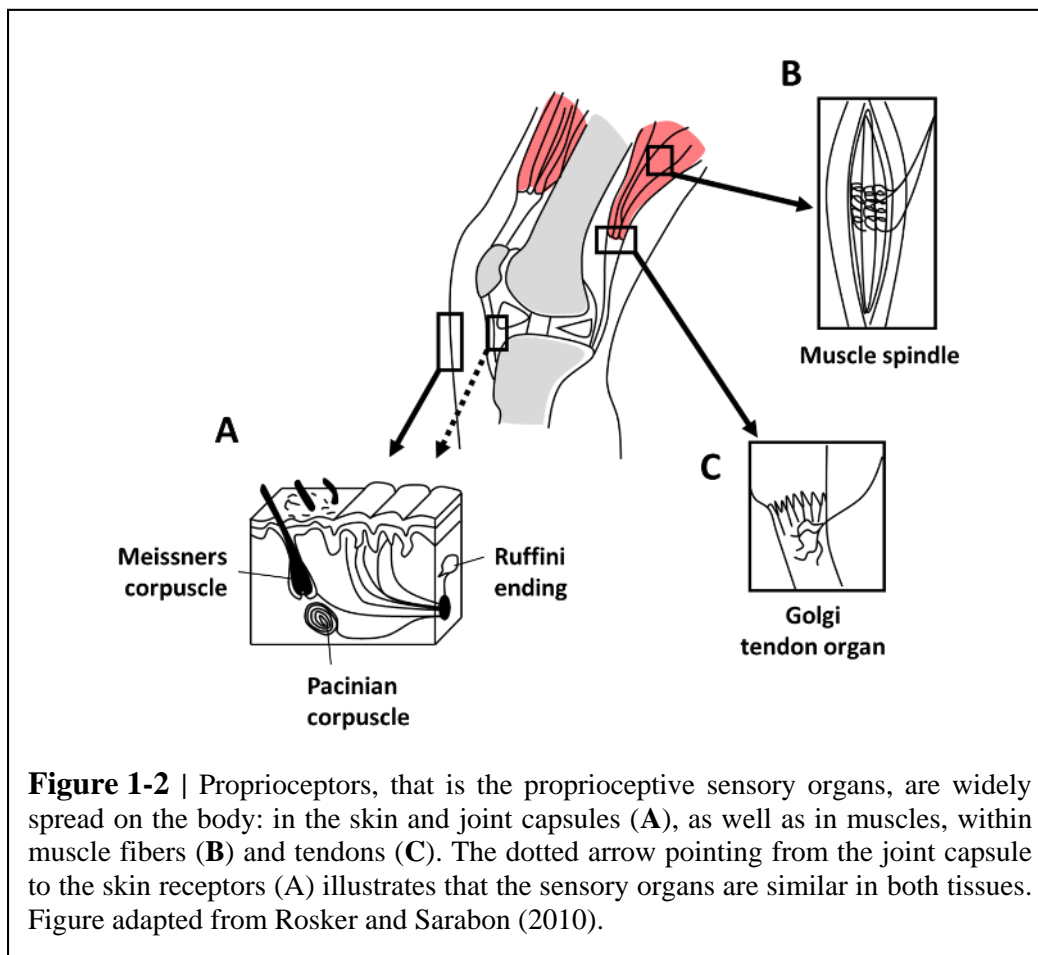 B
Muscle spindle
A
C
Meissners
corpuscle
Ruffini
ending
Pacinian
corpuscle
Golgi
tendon organ
Figure 1-2 | Proprioceptors, that is the proprioceptive sensory organs, are widely
spread on the body: in the skin and joint capsules (A), as well as in muscles, within
muscle fibers (B) and tendons (C). The dotted arrow pointing from the joint capsule
to the skin receptors (A) illustrates that the sensory organs are similar in both tissues.
Figure adapted from Rosker and Sarabon (2010).